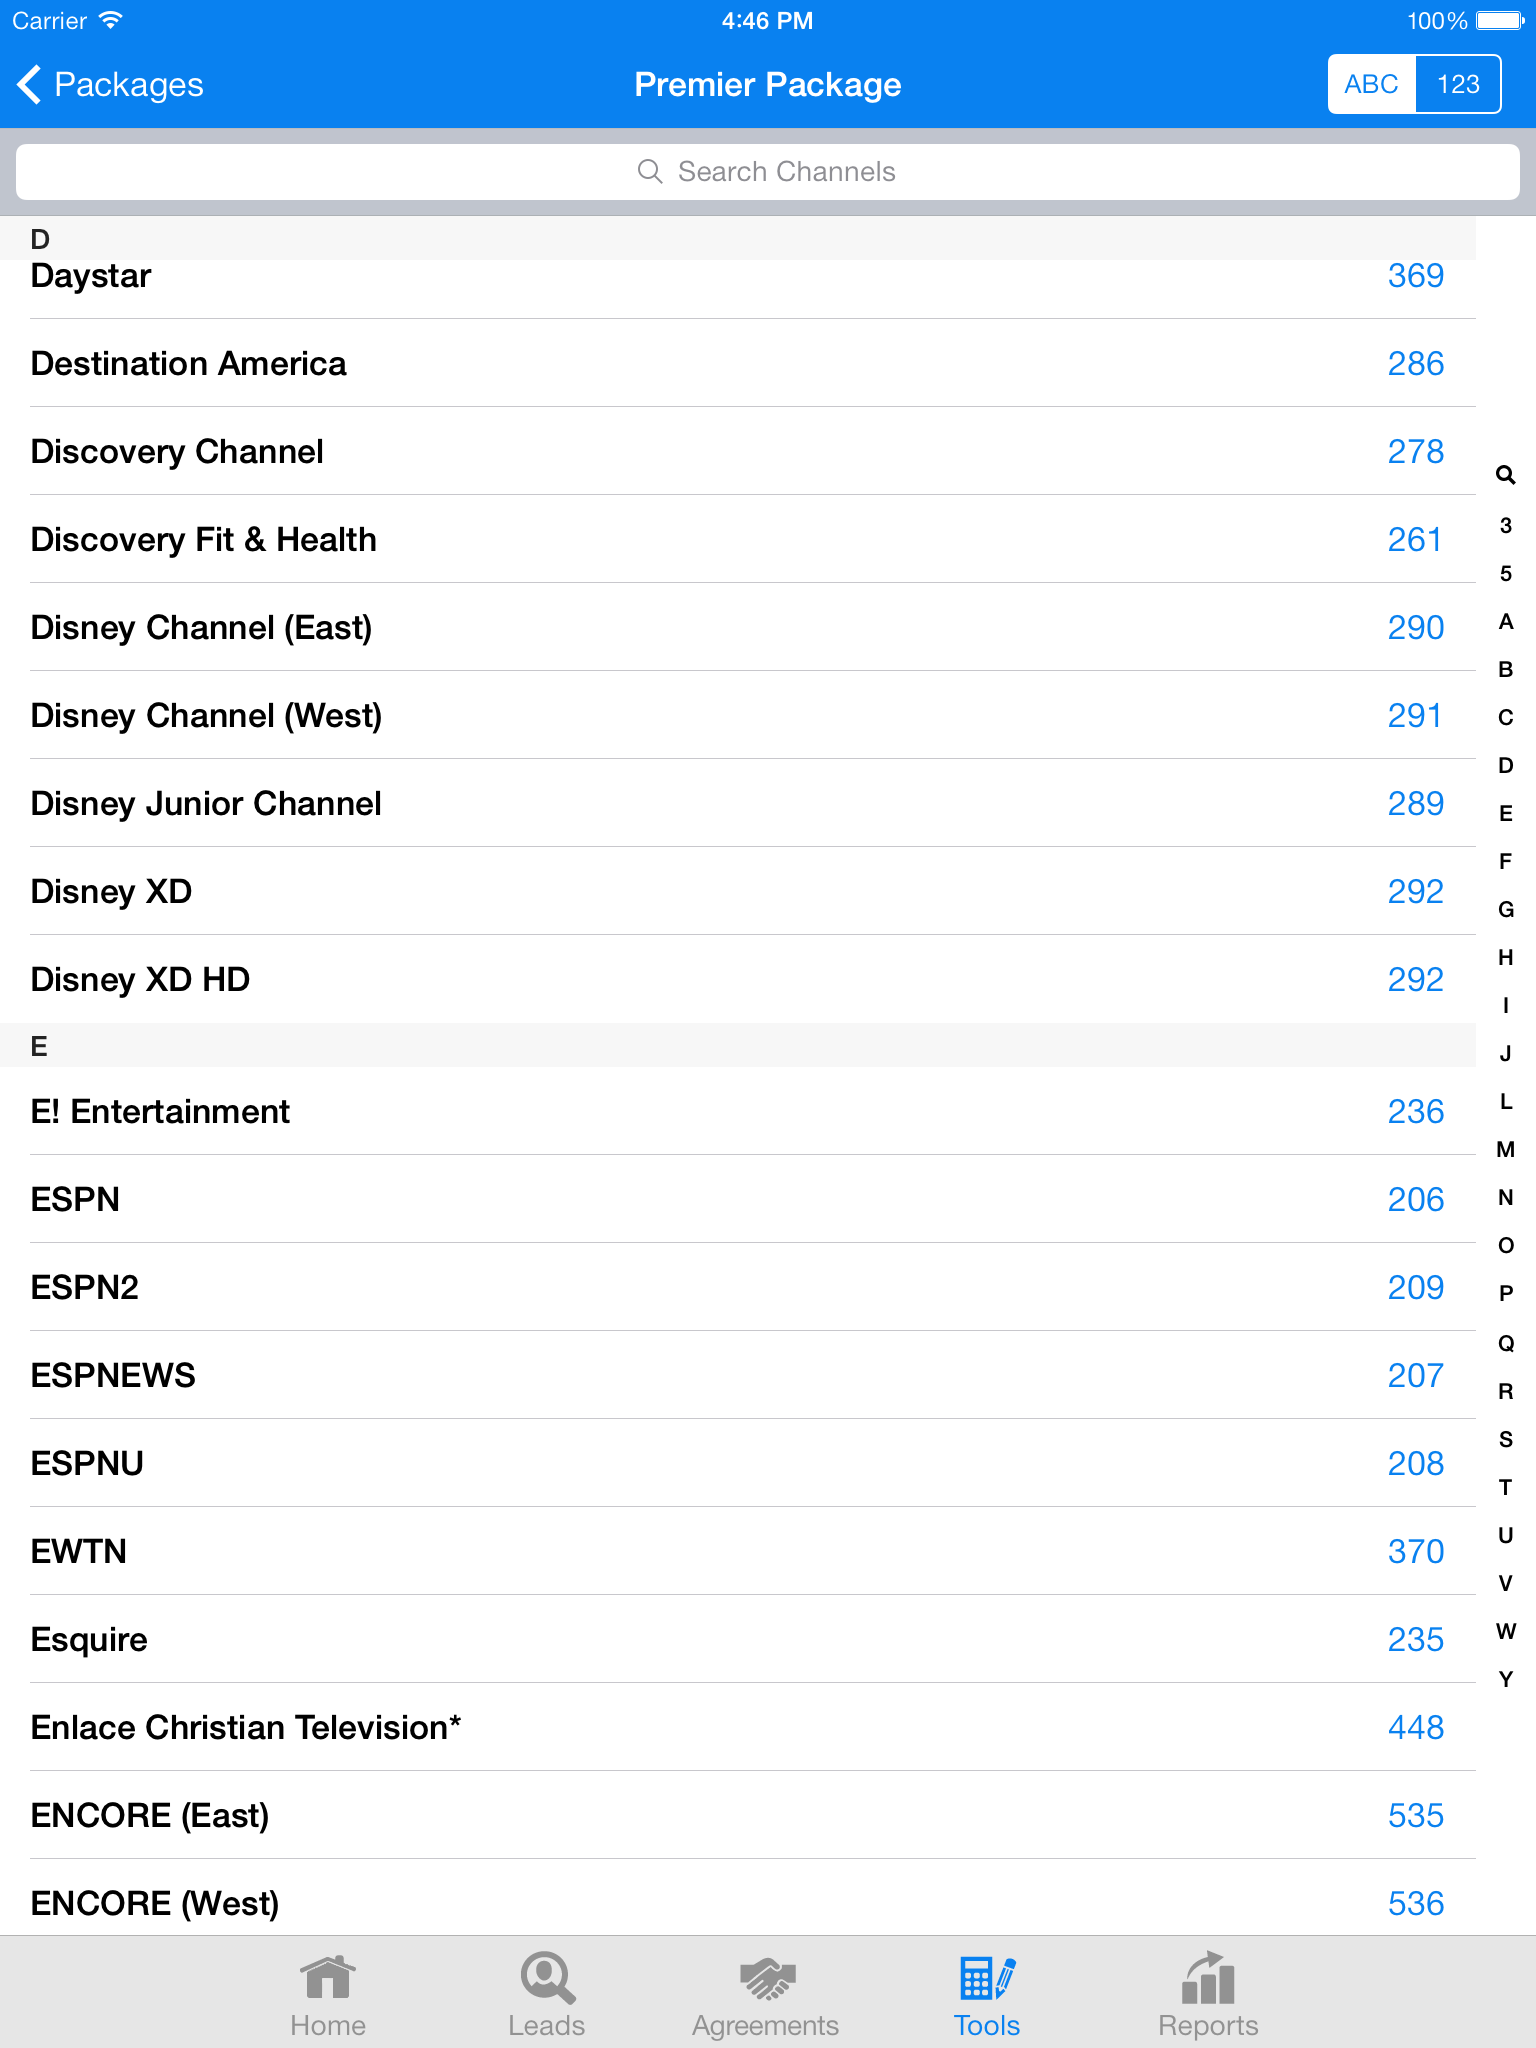 Carrier 4:46 PM 100%
Packages Premier Package ABC 123
Search Channels
D
Daystar 369
Destination America 286
Discovery Channel 278
Discovery Fit & Health 261
Disney Channel (East) 290
Disney Channel (West) 291
Disney Junior Channel 289
Disney XD 292
Disney XD HD 292
E
E! Entertainment 236
ESPN 206
ESPN2 209
ESPNEWS 207
ESPNU 208
EWTN 370
Esquire 235
Enlace Christian Television* 448
ENCORE (East) 535
ENCORE (West) 536
3
5
A
B
C
D
E
F
G
H
I
J
L
M
N
O
P
Q
R
S
T
U
V
W
Y
Home Leads Agreements Tools Reports